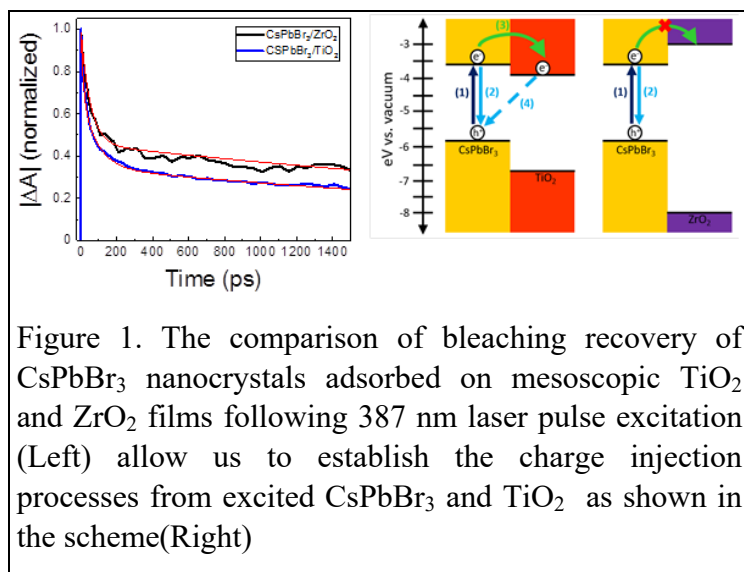 CsPbBr₃/ZrO₂
CSPbBr₃/TiO₂
|ΔA| (normalized)
1.0
0.8
0.6
0.4
0.2
0
0 200 400 600 800 1000 1200 1400
Time (ps)
eV vs. vacuum
-3
-4
-5
-6
-7
-8
(3)
e⁻
e⁻
(1)
(2)
(4)
h⁺
CsPbBr₃
TiO₂
e⁻
(1)
(2)
h⁺
CsPbBr₃
ZrO₂
Figure 1. The comparison of bleaching recovery of
CsPbBr₃ nanocrystals adsorbed on mesoscopic TiO₂
and ZrO₂ films following 387 nm laser pulse excitation
(Left) allow us to establish the charge injection
processes from excited CsPbBr₃ and TiO₂ as shown in
the scheme(Right)